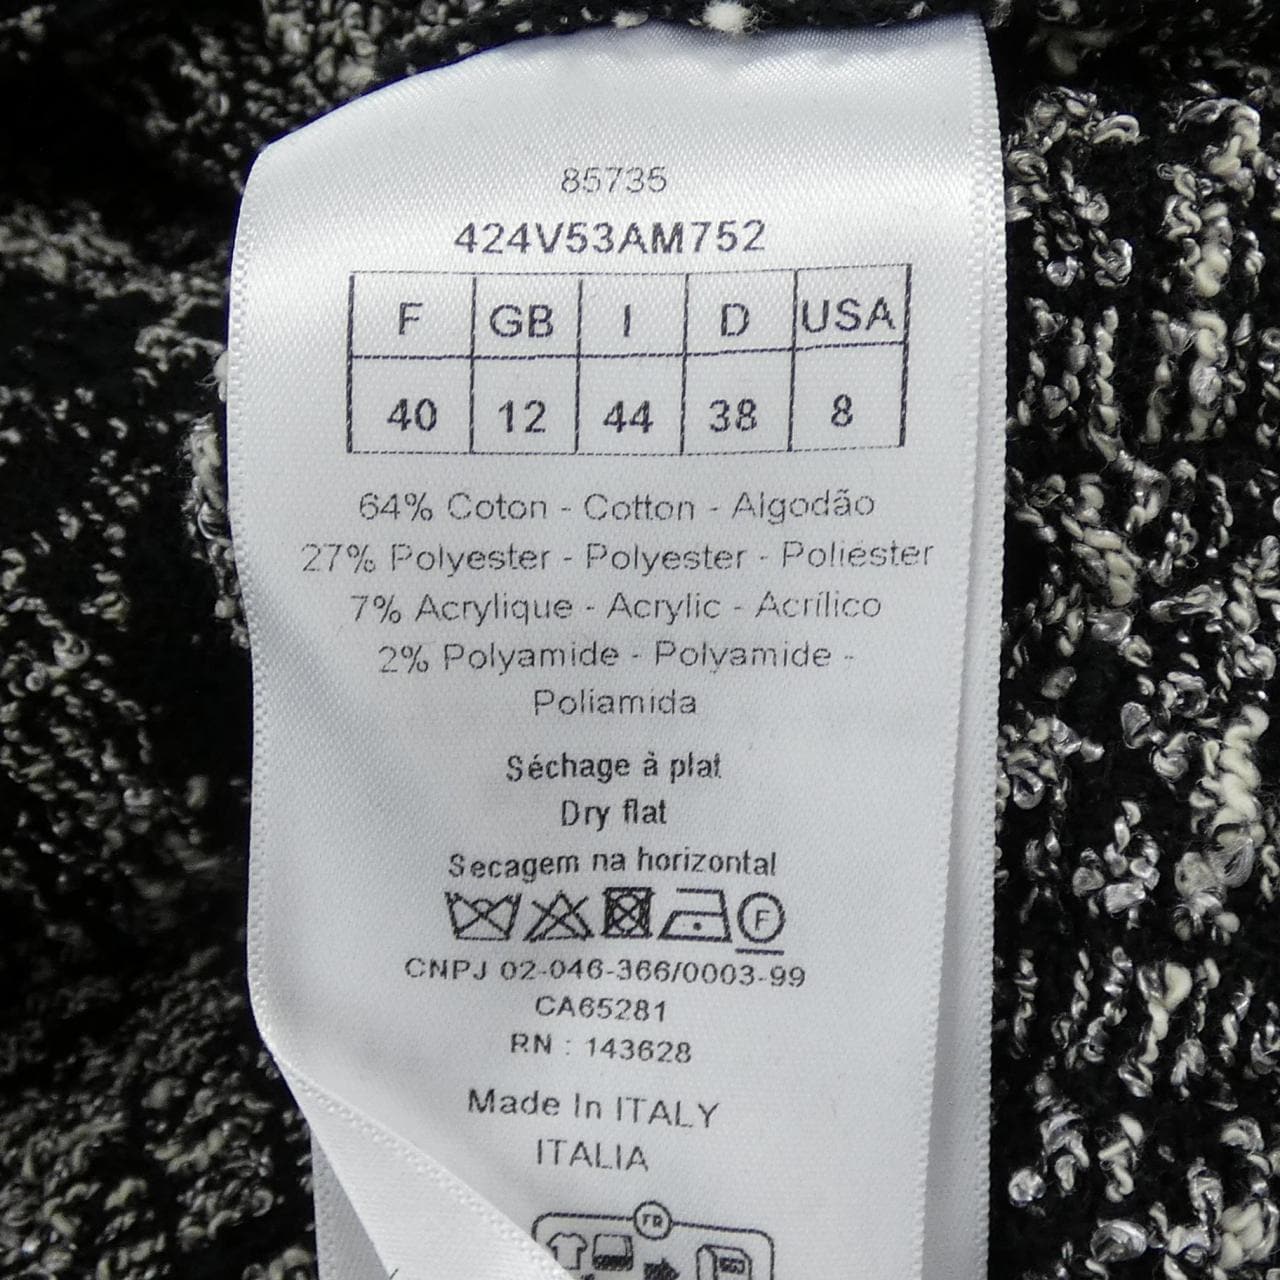 85735
424V53AM752
F GB I D USA
40 12 44 38 8
64% Coton - Cotton - Algodão
27% Polyester - Polyester - Poliéster
7% Acrylique - Acrylic - Acrílico
2% Polyamide - Polyamide -
Poliamida
Séchage à plat
Dry flat
Secagem na horizontal
F
CNPJ 02-046-366/0003-99
CA65281
RN : 143628
Made In ITALY
ITALIA
FR